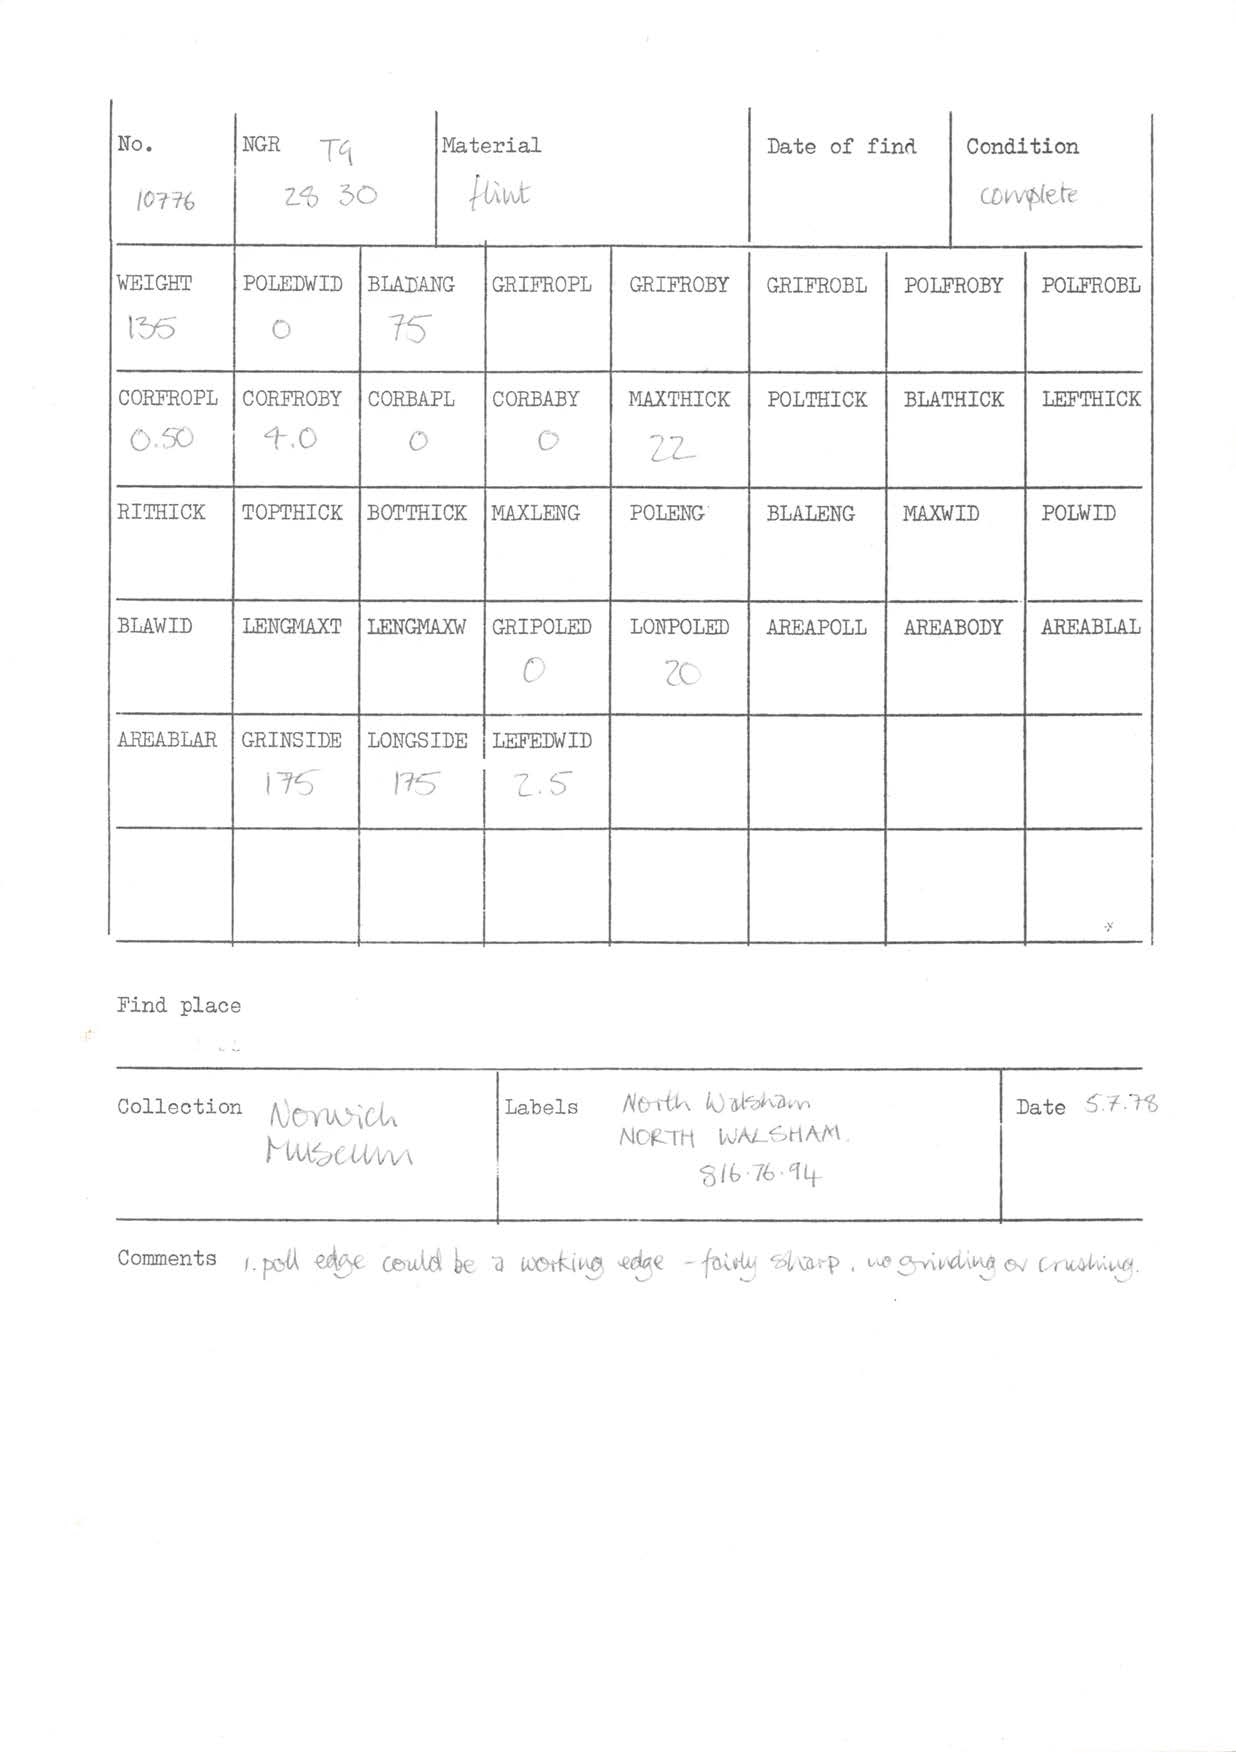 No. NGR TG Material Date of find Condition
10776 28 30 flint complete
WEIGHT POLEDWID BLADANG GRIFROPL GRIFROBY GRIFROBL POLFROBY POLFROBL
135 0 75
CORFROPL CORFROBY CORBAPL CORBABY MAXTHICK POLTHICK BLATHICK LEFTHICK
0.50 4.0 0 0 22
RITHICK TOPTHICK BOTTHICK MAXLENG POLENG BLALENG MAXWID POLWID
BLAWID LENGMAXT LENGMAXW GRIPOLED LONPOLED AREAPOLL AREABODY AREABLAL
0 20
AREABLAR GRINSIDE LONGSIDE LEFEDWID
175 175 2.5
Find place
Collection Norwich Labels North Walsham Date 5.7.78
Museum NORTH WALSHAM.
816.76.94
Comments 1. poll edge could be a working edge - fairly sharp, no grinding or crushing.